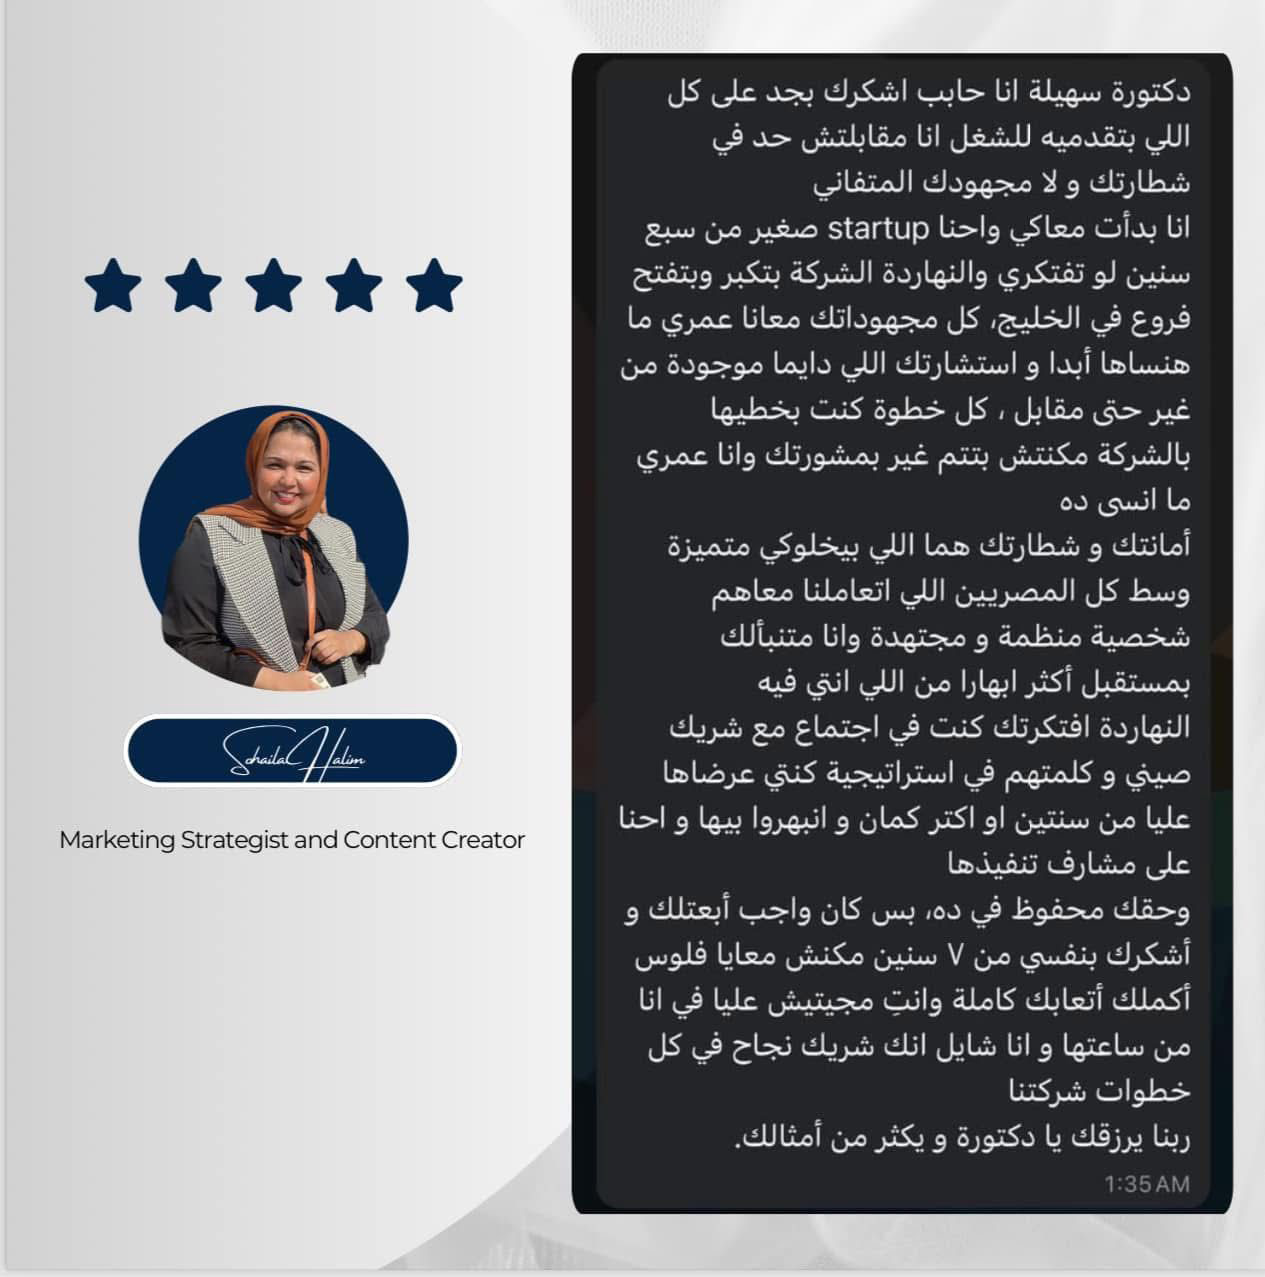 دكتورة سهيلة انا حابب اشكرك بجد على كل
اللي بتقدميه للشغل انا مقابلتش حد في
شطارتك و لا مجهودك المتفاني
انا بدأت معاكي واحنا startup صغير من سبع
سنين لو تفتكري والنهاردة الشركة بتكبر وبتفتح
فروع في الخليج، كل مجهوداتك معانا عمري ما
هنساها أبدا و استشارتك اللي دايما موجودة من
غير حتى مقابل ، كل خطوة كنت بخطيها
بالشركة مكنتش بتتم غير بمشورتك وانا عمري
ما انسى ده
أمانتك و شطارتك هما اللي بيخلوكي متميزة
وسط كل المصريين اللي اتعاملنا معاهم
شخصية منظمة و مجتهدة وانا متنبألك
بمستقبل أكثر ابهارا من اللي انتي فيه
النهاردة افتكرتك كنت في اجتماع مع شريك
صيني و كلمتهم في استراتيجية كنتي عرضاها
عليا من سنتين او اكتر كمان و انبهروا بيها و احنا
على مشارف تنفيذها
وحقك محفوظ في ده، بس كان واجب أبعتلك و
أشكرك بنفسي من ٧ سنين مكنش معايا فلوس
أكملك أتعابك كاملة وانتِ مجيتيش عليا في انا
من ساعتها و انا شايل انك شريك نجاح في كل
خطوات شركتنا
ربنا يرزقك يا دكتورة و يكثر من أمثالك.
1:35 AM
Sohaila Halim
Marketing Strategist and Content Creator